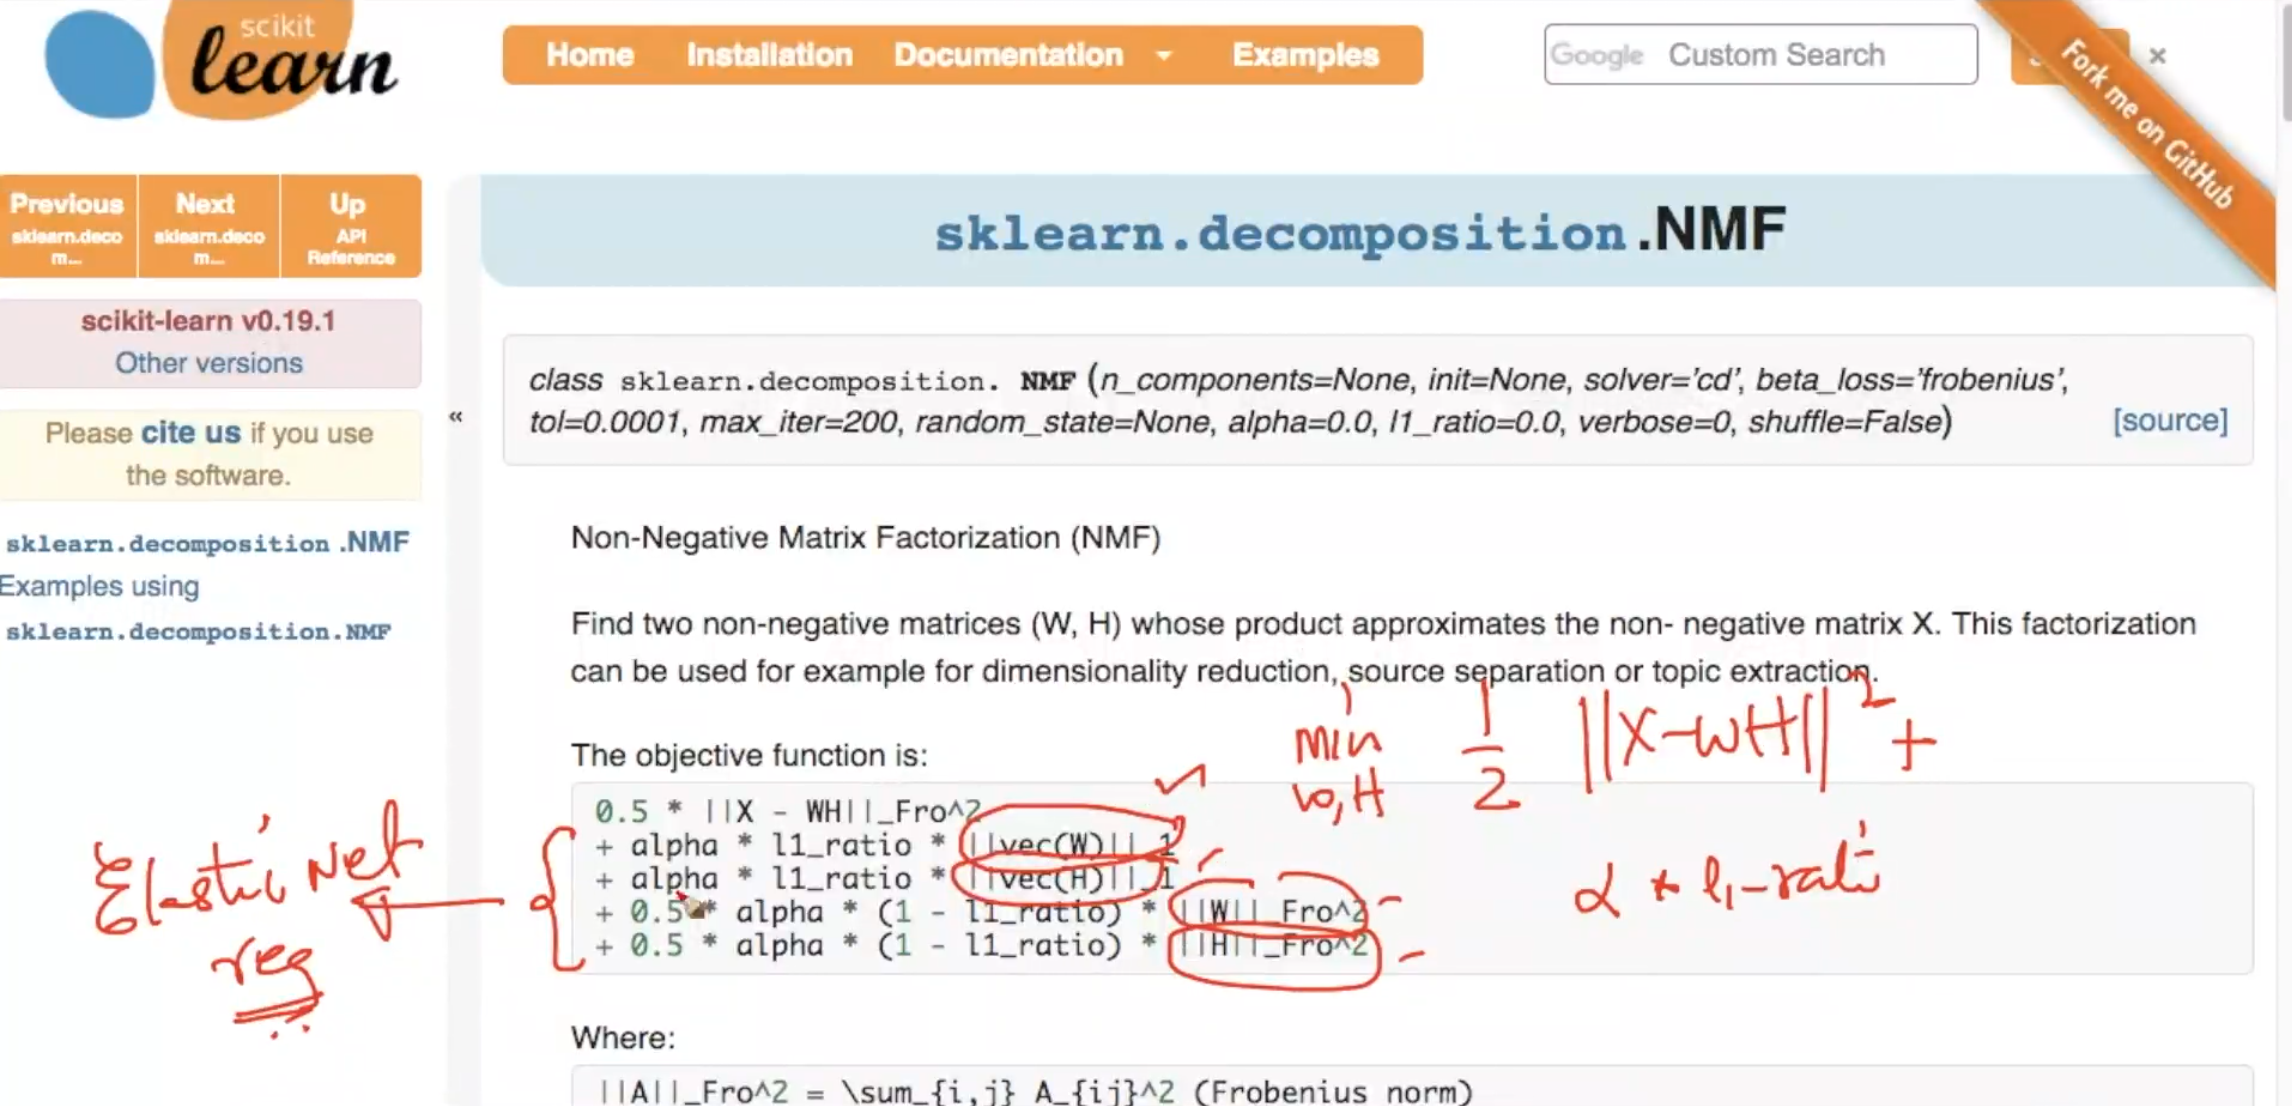 scikit
learn
Home Installation Documentation Examples
Google Custom Search
×
Fork me on GitHub
Previous
sklearn.deco
m...
Next
sklearn.deco
m...
Up
API
Reference
scikit-learn v0.19.1
Other versions
Please cite us if you use
the software.
«
sklearn.decomposition .NMF
Examples using
sklearn.decomposition.NMF
sklearn.decomposition.NMF
class sklearn.decomposition. NMF (n_components=None, init=None, solver='cd', beta_loss='frobenius',
tol=0.0001, max_iter=200, random_state=None, alpha=0.0, l1_ratio=0.0, verbose=0, shuffle=False) [source]
Non-Negative Matrix Factorization (NMF)
Find two non-negative matrices (W, H) whose product approximates the non- negative matrix X. This factorization
can be used for example for dimensionality reduction, source separation or topic extraction.
min 1/2 ||X-WH||² +
W,H
α * l1-ratio
The objective function is:
0.5 * ||X - WH||_Fro^2
+ alpha * l1_ratio * ||vec(W)||_1
+ alpha * l1_ratio * ||vec(H)||_1
+ 0.5 * alpha * (1 - l1_ratio) * ||W||_Fro^2
+ 0.5 * alpha * (1 - l1_ratio) * ||H||_Fro^2
Elastic Net
reg
Where:
||A||_Fro^2 = \sum_{i,j} A_{ij}^2 (Frobenius norm)